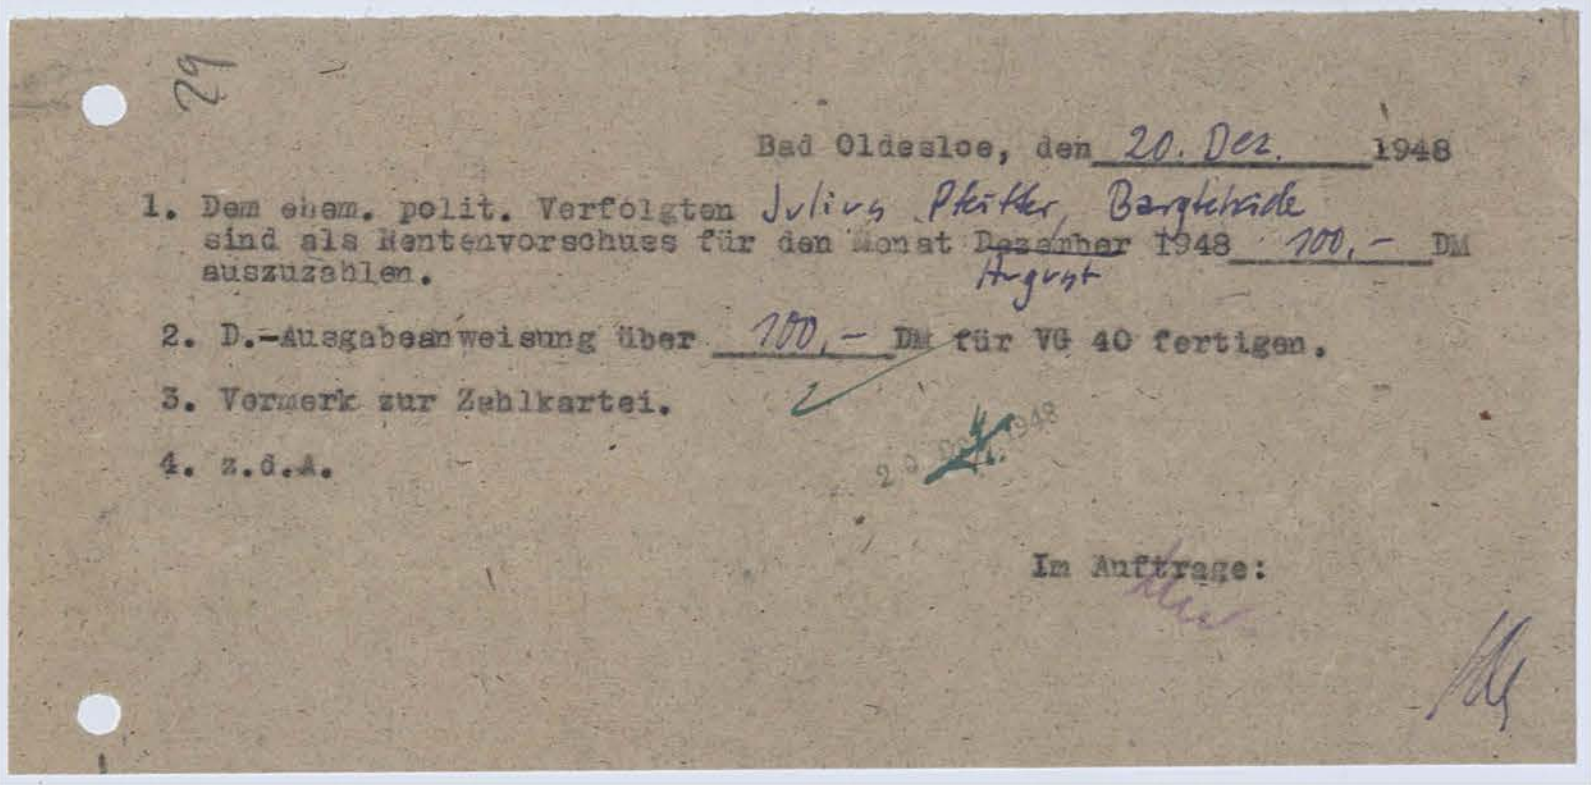 29
Bad Oldesloe, den 20. Dez. 1948
1. Dem ehem. polit. Verfolgten Julius Bargteheide
sind als Rentenvorschuss für den Monat Dezember 1948 100,- DM
August
auszuzahlen.
2. D.-Ausgabeanweisung über 100,- DM für VG 40 fertigen.
3. Vermerk zur Zahlkartei.
20. Dez. 1948
4. z.d.A.
Im Auftrage: